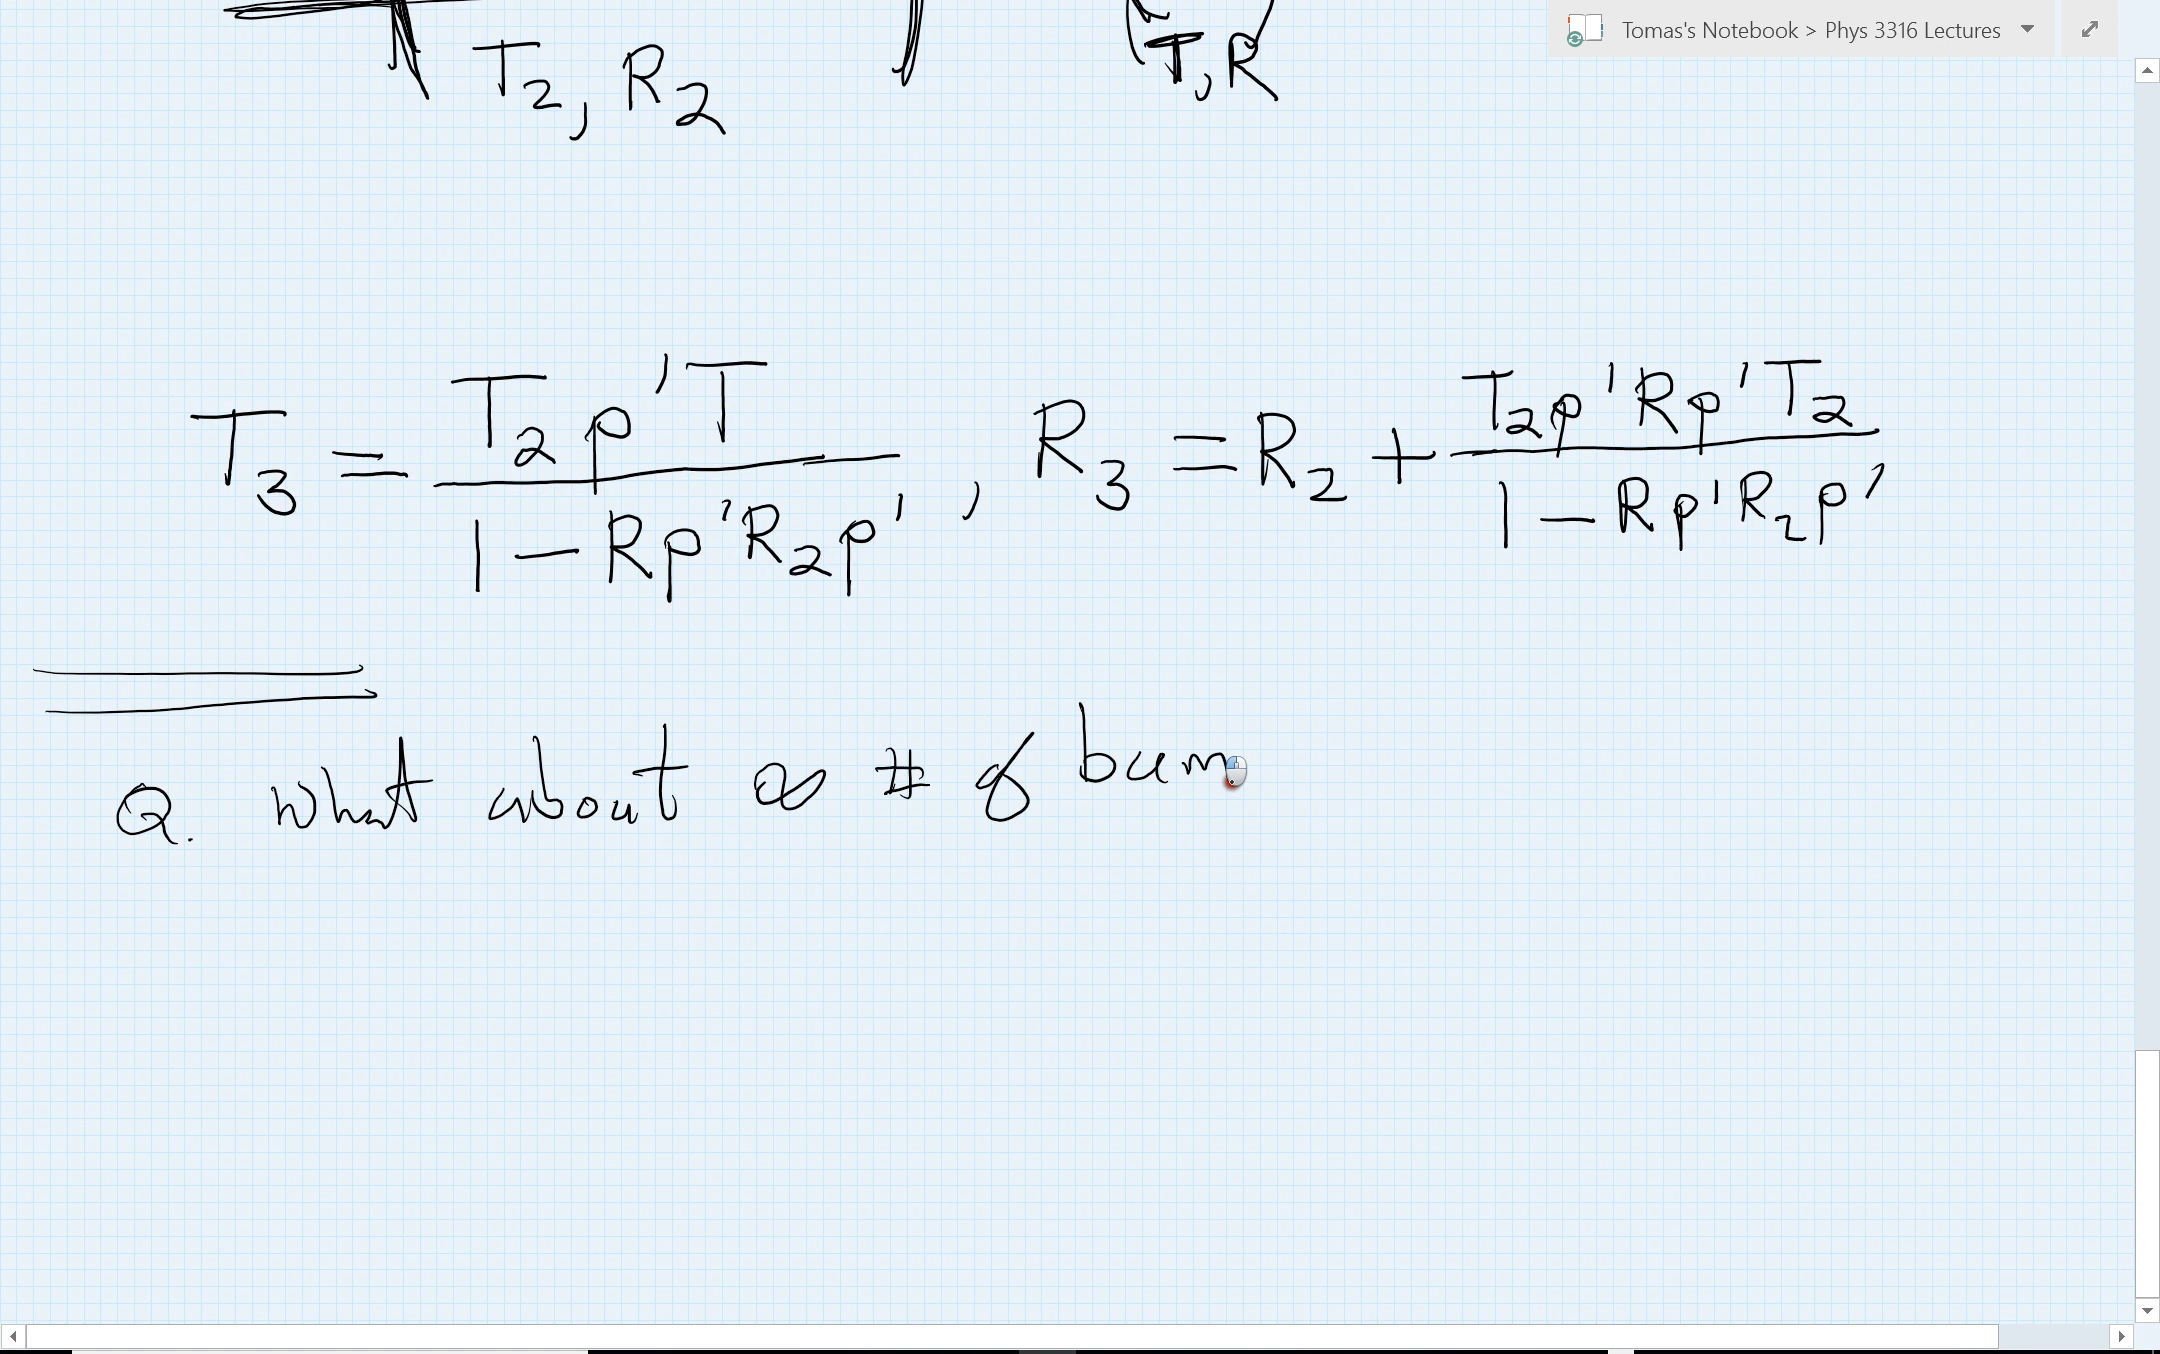 Tomas's Notebook > Phys 3316 Lectures
T₂, R₂
T, R
T₃ = T₂p'T / 1 - Rp'R₂p' , R₃ = R₂ + T₂p'Rp'T₂ / 1 - Rp'R₂p'
Q. What about ∞ # of bum